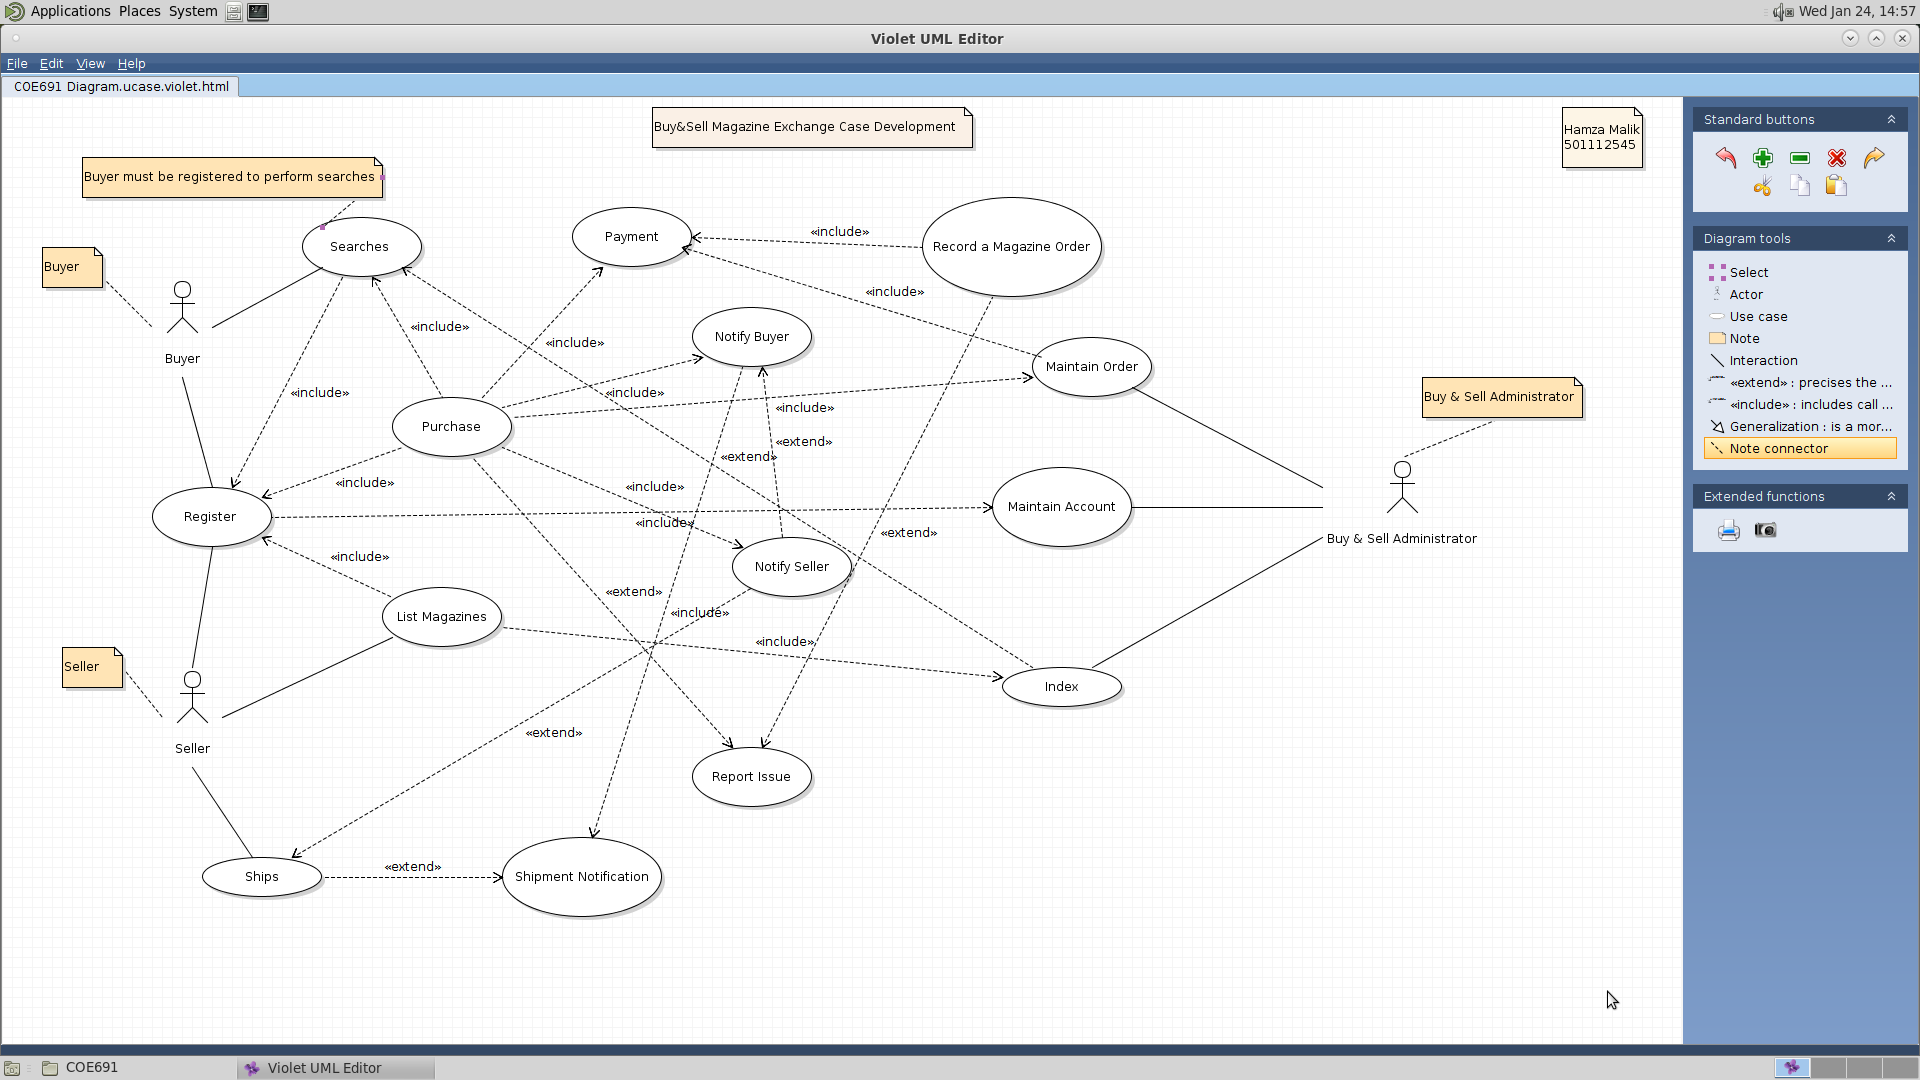 Applications Places System
Wed Jan 24, 14:57
Violet UML Editor
File Edit View Help
COE691 Diagram.ucase.violet.html
Buy&Sell Magazine Exchange Case Development
Hamza Malik
501112545
Buyer must be registered to perform searches
Searches
Payment
«include»
Record a Magazine Order
Buyer
«include»
«include»
«include»
Notify Buyer
Buyer
Maintain Order
«include»
«include»
«include»
Buy & Sell Administrator
Purchase
«extend»
«extend»
«include»
«include»
Register
«include»
Maintain Account
«extend»
Buy & Sell Administrator
«include»
Notify Seller
«extend»
List Magazines
«include»
«include»
Seller
Index
Seller
«extend»
Report Issue
«extend»
Ships
Shipment Notification
Standard buttons
Diagram tools
Select
Actor
Use case
Note
Interaction
«extend» : precises the ...
«include» : includes call ...
Generalization : is a mor...
Note connector
Extended functions
COE691
Violet UML Editor